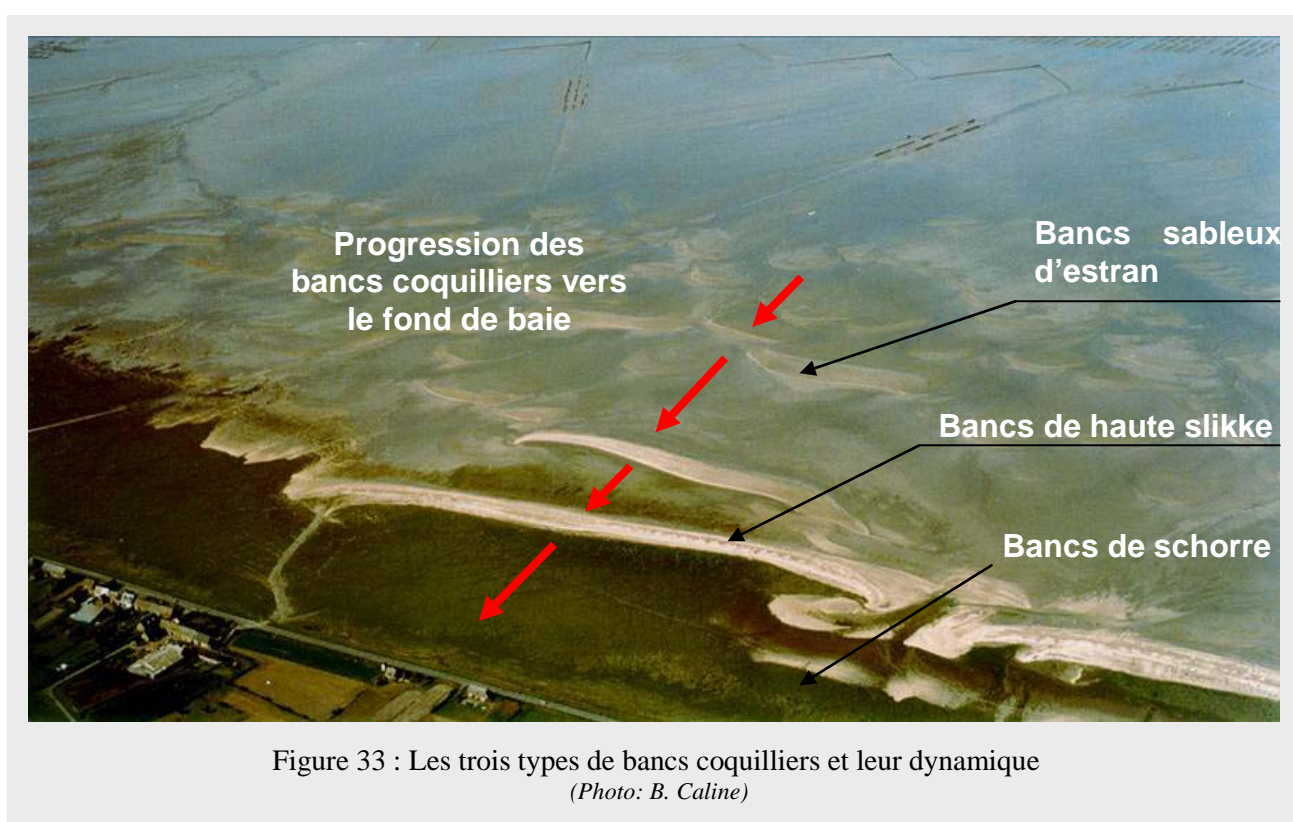 Progression des
bancs coquilliers vers
le fond de baie
Bancs sableux
d'estran
Bancs de haute slikke
Bancs de schorre
Figure 33 : Les trois types de bancs coquilliers et leur dynamique
(Photo: B. Caline)